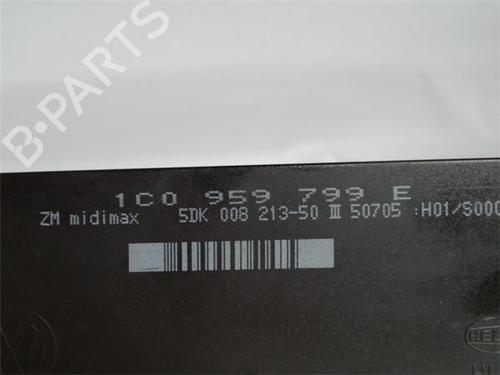 B-PARTS
1C0 959 799 E
ZM midimax 5DK 008 213-50 III 50705 :H01/S000